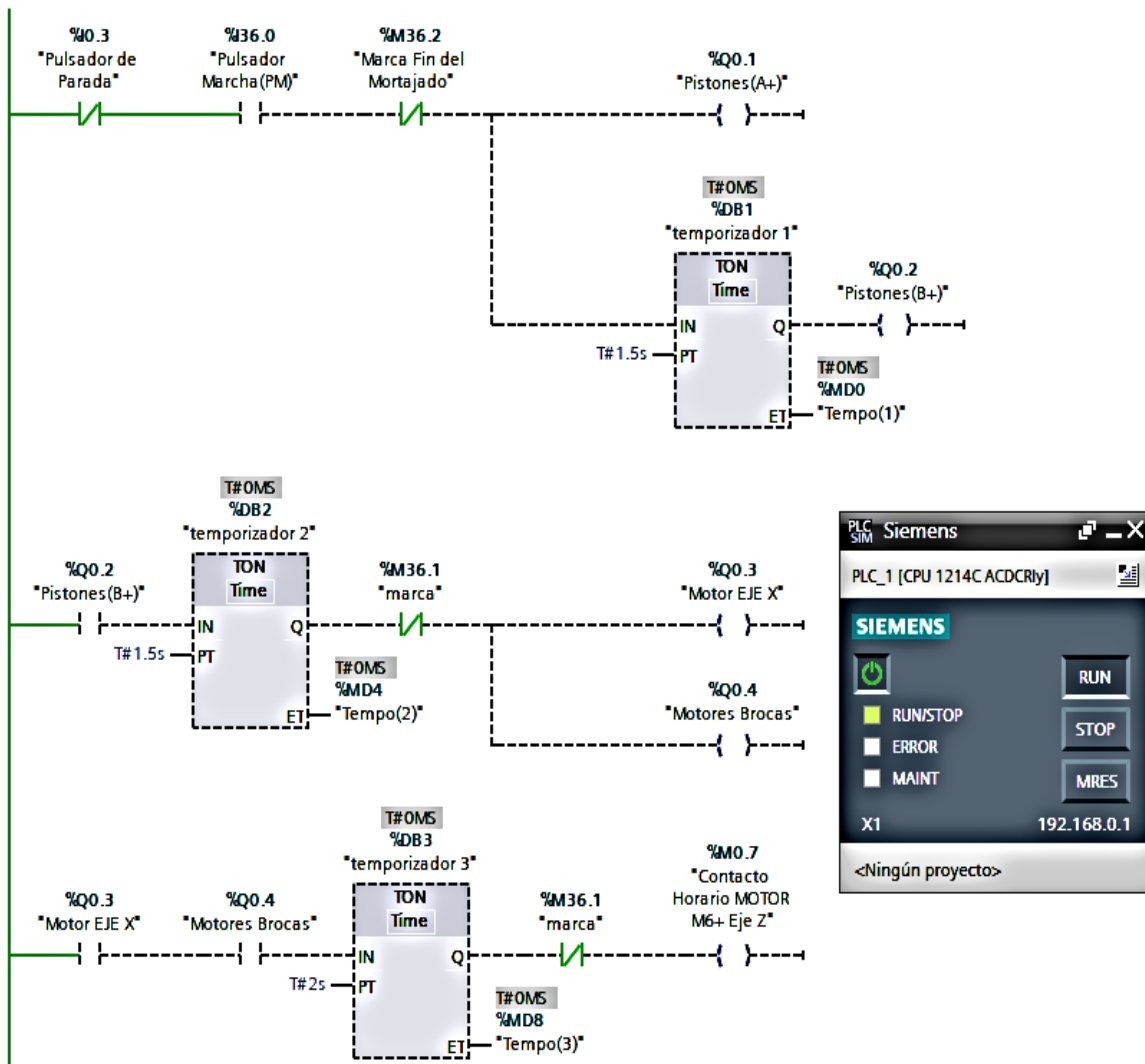 %I0.3
"Pulsador de
Parada"
%I36.0
"Pulsador
Marcha(PM)"
%M36.2
"Marca Fin del
Mortajado"
%Q0.1
"Pistones(A+)"
T#0MS
%DB1
"temporizador 1"
TON
Time
IN
Q
T#1.5s
PT
ET
%Q0.2
"Pistones(B+)"
T#0MS
%MD0
"Tempo(1)"
%Q0.2
"Pistones(B+)"
T#0MS
%DB2
"temporizador 2"
TON
Time
IN
Q
T#1.5s
PT
ET
T#0MS
%MD4
"Tempo(2)"
%M36.1
"marca"
%Q0.3
"Motor EJE X"
%Q0.4
"Motores Brocas"
PLC
SIM
Siemens
PLC_1 [CPU 1214C ACDCRly]
SIEMENS
RUN
RUN/STOP
STOP
ERROR
MAINT
MRES
X1
192.168.0.1
<Ningún proyecto>
%Q0.3
"Motor EJE X"
%Q0.4
"Motores Brocas"
T#0MS
%DB3
"temporizador 3"
TON
Time
IN
Q
T#2s
PT
ET
T#0MS
%MD8
"Tempo(3)"
%M36.1
"marca"
%M0.7
"Contacto
Horario MOTOR
M6+ Eje Z"